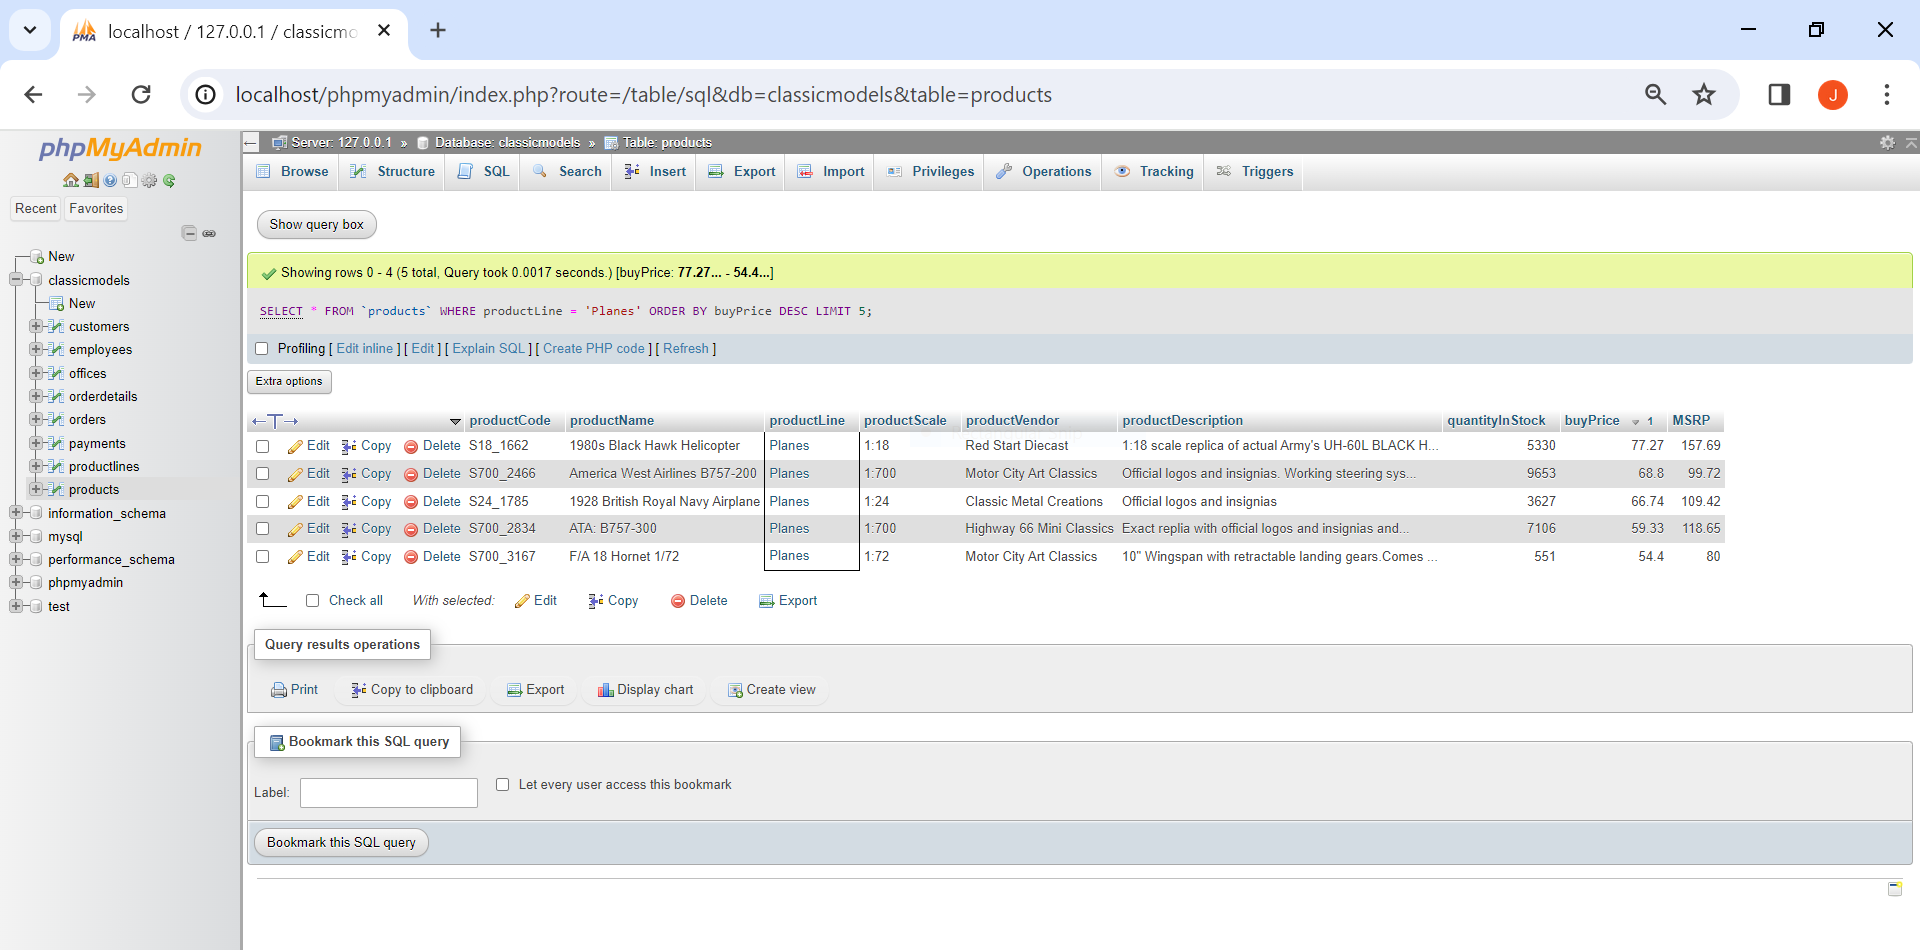 localhost / 127.0.0.1 / classicmo
localhost/phpmyadmin/index.php?route=/table/sql&db=classicmodels&table=products
J
phpMyAdmin
Recent Favorites
New
classicmodels
New
customers
employees
offices
orderdetails
orders
payments
productlines
products
information_schema
mysql
performance_schema
phpmyadmin
test
Server: 127.0.0.1 » Database: classicmodels » Table: products
Browse Structure SQL Search Insert Export Import Privileges Operations Tracking Triggers
Show query box
Showing rows 0 - 4 (5 total, Query took 0.0017 seconds.) [buyPrice: 77.27... - 54.4...]
SELECT * FROM `products` WHERE productLine = 'Planes' ORDER BY buyPrice DESC LIMIT 5;
Profiling [ Edit inline ] [ Edit ] [ Explain SQL ] [ Create PHP code ] [ Refresh ]
Extra options
←T→ productCode productName productLine productScale productVendor productDescription quantityInStock buyPrice 1 MSRP
Edit Copy Delete S18_1662 1980s Black Hawk Helicopter Planes 1:18 Red Start Diecast 1:18 scale replica of actual Army's UH-60L BLACK H... 5330 77.27 157.69
Edit Copy Delete S700_2466 America West Airlines B757-200 Planes 1:700 Motor City Art Classics Official logos and insignias. Working steering sys... 9653 68.8 99.72
Edit Copy Delete S24_1785 1928 British Royal Navy Airplane Planes 1:24 Classic Metal Creations Official logos and insignias 3627 66.74 109.42
Edit Copy Delete S700_2834 ATA: B757-300 Planes 1:700 Highway 66 Mini Classics Exact replia with official logos and insignias and... 7106 59.33 118.65
Edit Copy Delete S700_3167 F/A 18 Hornet 1/72 Planes 1:72 Motor City Art Classics 10" Wingspan with retractable landing gears.Comes ... 551 54.4 80
Check all With selected: Edit Copy Delete Export
Query results operations
Print Copy to clipboard Export Display chart Create view
Bookmark this SQL query
Label: Let every user access this bookmark
Bookmark this SQL query